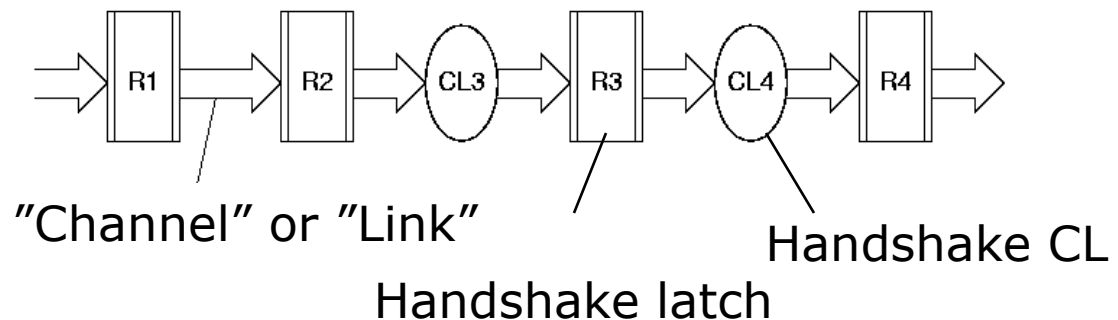 R1
R2
CL3
R3
CL4
R4
”Channel” or ”Link”
Handshake CL
Handshake latch